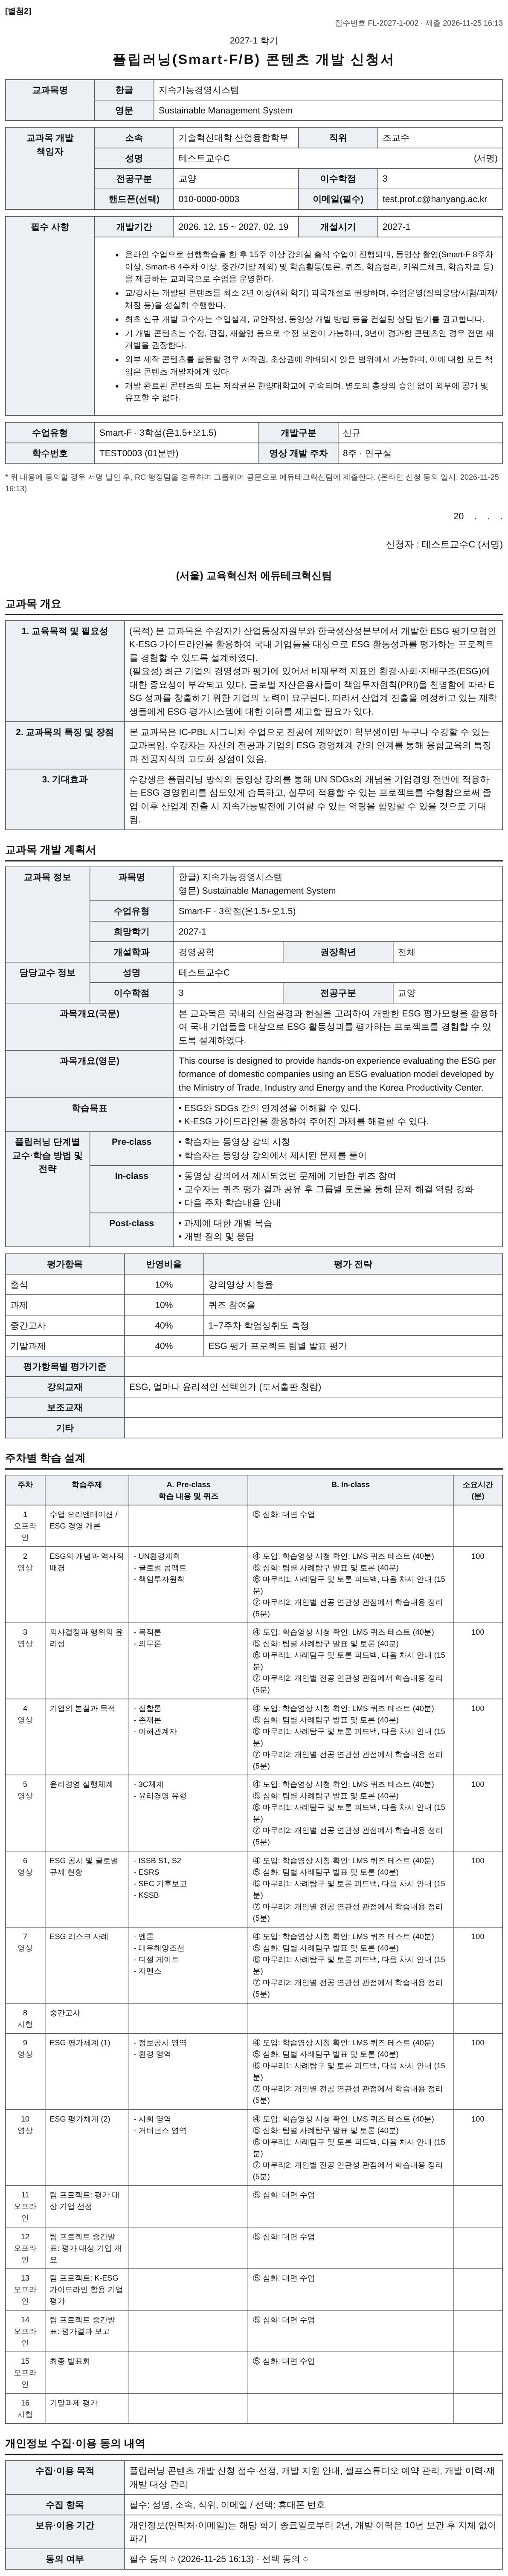 [별첨2]
접수번호 FL-2027-1-002 · 제출 2026-11-25 16:13
2027-1 학기
플립러닝(Smart-F/B) 콘텐츠 개발 신청서
교과목명
한글
지속가능경영시스템
영문
Sustainable Management System
교과목 개발
책임자
소속
기술혁신대학 산업융합학부
직위
조교수
성명
테스트교수C
(서명)
전공구분
교양
이수학점
3
핸드폰(선택)
010-0000-0003
이메일(필수)
test.prof.c@hanyang.ac.kr
필수 사항
개발기간
2026. 12. 15 ~ 2027. 02. 19
개설시기
2027-1
• 온라인 수업으로 선행학습을 한 후 15주 이상 강의실 출석 수업이 진행되며, 동영상 촬영(Smart-F 8주차
이상, Smart-B 4주차 이상, 중간/기말 제외) 및 학습활동(토론, 퀴즈, 학습정리, 키워드체크, 학습자료 등)
을 제공하는 교과목으로 수업을 운영한다.
• 교/강사는 개발된 콘텐츠를 최소 2년 이상(4회 학기) 과목개설로 권장하며, 수업운영(질의응답/시험/과제/
채점 등)을 성실히 수행한다.
• 최초 신규 개발 교수자는 수업설계, 교안작성, 동영상 개발 방법 등을 컨설팅 상담 받기를 권고합니다.
• 기 개발 콘텐츠는 수정, 편집, 재촬영 등으로 수정 보완이 가능하며, 3년이 경과한 콘텐츠인 경우 전면 재
개발을 권장한다.
• 외부 제작 콘텐츠를 활용할 경우 저작권, 초상권에 위배되지 않은 범위에서 가능하며, 이에 대한 모든 책
임은 콘텐츠 개발자에게 있다.
• 개발 완료된 콘텐츠의 모든 저작권은 한양대학교에 귀속되며, 별도의 총장의 승인 없이 외부에 공개 및
유포할 수 없다.
수업유형
Smart-F · 3학점(온1.5+오1.5)
개발구분
신규
학수번호
TEST0003 (01분반)
영상 개발 주차
8주 · 연구실
* 위 내용에 동의할 경우 서명 날인 후, RC 행정팀을 경유하여 그룹웨어 공문으로 에듀테크혁신팀에 제출한다. (온라인 신청 동의 일시: 2026-11-25
16:13)
20 . . .
신청자 : 테스트교수C (서명)
(서울) 교육혁신처 에듀테크혁신팀
교과목 개요
1. 교육목적 및 필요성
(목적) 본 교과목은 수강자가 산업통상자원부와 한국생산성본부에서 개발한 ESG 평가모형인
K-ESG 가이드라인을 활용하여 국내 기업들을 대상으로 ESG 활동성과를 평가하는 프로젝트
를 경험할 수 있도록 설계하였다.
(필요성) 최근 기업의 경영성과 평가에 있어서 비재무적 지표인 환경·사회·지배구조(ESG)에
대한 중요성이 부각되고 있다. 글로벌 자산운용사들이 책임투자원칙(PRI)을 천명함에 따라 E
SG 성과를 창출하기 위한 기업의 노력이 요구된다. 따라서 산업계 진출을 예정하고 있는 재학
생들에게 ESG 평가시스템에 대한 이해를 제고할 필요가 있다.
2. 교과목의 특징 및 장점
본 교과목은 IC-PBL 시그니처 수업으로 전공에 제약없이 학부생이면 누구나 수강할 수 있는
교과목임. 수강자는 자신의 전공과 기업의 ESG 경영체계 간의 연계를 통해 융합교육의 특징
과 전공지식의 고도화 장점이 있음.
3. 기대효과
수강생은 플립러닝 방식의 동영상 강의를 통해 UN SDGs의 개념을 기업경영 전반에 적용하
는 ESG 경영원리를 심도있게 습득하고, 실무에 적용할 수 있는 프로젝트를 수행함으로써 졸
업 이후 산업계 진출 시 지속가능발전에 기여할 수 있는 역량을 함양할 수 있을 것으로 기대
됨.
교과목 개발 계획서
교과목 정보
과목명
한글) 지속가능경영시스템
영문) Sustainable Management System
수업유형
Smart-F · 3학점(온1.5+오1.5)
희망학기
2027-1
개설학과
경영공학
권장학년
전체
담당교수 정보
성명
테스트교수C
이수학점
3
전공구분
교양
과목개요(국문)
본 교과목은 국내의 산업환경과 현실을 고려하여 개발한 ESG 평가모형을 활용하
여 국내 기업들을 대상으로 ESG 활동성과를 평가하는 프로젝트를 경험할 수 있
도록 설계하였다.
과목개요(영문)
This course is designed to provide hands-on experience evaluating the ESG per
formance of domestic companies using an ESG evaluation model developed by
the Ministry of Trade, Industry and Energy and the Korea Productivity Center.
학습목표
• ESG와 SDGs 간의 연계성을 이해할 수 있다.
• K-ESG 가이드라인을 활용하여 주어진 과제를 해결할 수 있다.
플립러닝 단계별
교수·학습 방법 및
전략
Pre-class
• 학습자는 동영상 강의 시청
• 학습자는 동영상 강의에서 제시된 문제를 풀이
In-class
• 동영상 강의에서 제시되었던 문제에 기반한 퀴즈 참여
• 교수자는 퀴즈 평가 결과 공유 후 그룹별 토론을 통해 문제 해결 역량 강화
• 다음 주차 학습내용 안내
Post-class
• 과제에 대한 개별 복습
• 개별 질의 및 응답
평가항목
반영비율
평가 전략
출석
10%
강의영상 시청율
과제
10%
퀴즈 참여율
중간고사
40%
1~7주차 학업성취도 측정
기말과제
40%
ESG 평가 프로젝트 팀별 발표 평가
평가항목별 평가기준
강의교재
ESG, 얼마나 윤리적인 선택인가 (도서출판 청람)
보조교재
기타
주차별 학습 설계
주차
학습주제
A. Pre-class
학습 내용 및 퀴즈
B. In-class
소요시간
(분)
1
오프라
인
수업 오리엔테이션 /
ESG 경영 개론
⑤ 심화: 대면 수업
2
영상
ESG의 개념과 역사적
배경
- UN환경계획
- 글로벌 콤팩트
- 책임투자원칙
④ 도입: 학습영상 시청 확인: LMS 퀴즈 테스트 (40분)
⑤ 심화: 팀별 사례탐구 발표 및 토론 (40분)
⑥ 마무리1: 사례탐구 및 토론 피드백, 다음 차시 안내 (15
분)
⑦ 마무리2: 개인별 전공 연관성 관점에서 학습내용 정리
(5분)
100
3
영상
의사결정과 행위의 윤
리성
- 목적론
- 의무론
④ 도입: 학습영상 시청 확인: LMS 퀴즈 테스트 (40분)
⑤ 심화: 팀별 사례탐구 발표 및 토론 (40분)
⑥ 마무리1: 사례탐구 및 토론 피드백, 다음 차시 안내 (15
분)
⑦ 마무리2: 개인별 전공 연관성 관점에서 학습내용 정리
(5분)
100
4
영상
기업의 본질과 목적
- 집합론
- 존재론
- 이해관계자
④ 도입: 학습영상 시청 확인: LMS 퀴즈 테스트 (40분)
⑤ 심화: 팀별 사례탐구 발표 및 토론 (40분)
⑥ 마무리1: 사례탐구 및 토론 피드백, 다음 차시 안내 (15
분)
⑦ 마무리2: 개인별 전공 연관성 관점에서 학습내용 정리
(5분)
100
5
영상
윤리경영 실행체계
- 3C체계
- 윤리경영 유형
④ 도입: 학습영상 시청 확인: LMS 퀴즈 테스트 (40분)
⑤ 심화: 팀별 사례탐구 발표 및 토론 (40분)
⑥ 마무리1: 사례탐구 및 토론 피드백, 다음 차시 안내 (15
분)
⑦ 마무리2: 개인별 전공 연관성 관점에서 학습내용 정리
(5분)
100
6
영상
ESG 공시 및 글로벌
규제 현황
- ISSB S1, S2
- ESRS
- SEC 기후보고
- KSSB
④ 도입: 학습영상 시청 확인: LMS 퀴즈 테스트 (40분)
⑤ 심화: 팀별 사례탐구 발표 및 토론 (40분)
⑥ 마무리1: 사례탐구 및 토론 피드백, 다음 차시 안내 (15
분)
⑦ 마무리2: 개인별 전공 연관성 관점에서 학습내용 정리
(5분)
100
7
영상
ESG 리스크 사례
- 엔론
- 대우해양조선
- 디젤 게이트
- 지멘스
④ 도입: 학습영상 시청 확인: LMS 퀴즈 테스트 (40분)
⑤ 심화: 팀별 사례탐구 발표 및 토론 (40분)
⑥ 마무리1: 사례탐구 및 토론 피드백, 다음 차시 안내 (15
분)
⑦ 마무리2: 개인별 전공 연관성 관점에서 학습내용 정리
(5분)
100
8
시험
중간고사
9
영상
ESG 평가체계 (1)
- 정보공시 영역
- 환경 영역
④ 도입: 학습영상 시청 확인: LMS 퀴즈 테스트 (40분)
⑤ 심화: 팀별 사례탐구 발표 및 토론 (40분)
⑥ 마무리1: 사례탐구 및 토론 피드백, 다음 차시 안내 (15
분)
⑦ 마무리2: 개인별 전공 연관성 관점에서 학습내용 정리
(5분)
100
10
영상
ESG 평가체계 (2)
- 사회 영역
- 거버넌스 영역
④ 도입: 학습영상 시청 확인: LMS 퀴즈 테스트 (40분)
⑤ 심화: 팀별 사례탐구 발표 및 토론 (40분)
⑥ 마무리1: 사례탐구 및 토론 피드백, 다음 차시 안내 (15
분)
⑦ 마무리2: 개인별 전공 연관성 관점에서 학습내용 정리
(5분)
100
11
오프라
인
팀 프로젝트: 평가 대
상 기업 선정
⑤ 심화: 대면 수업
12
오프라
인
팀 프로젝트 중간발
표: 평가 대상 기업 개
요
⑤ 심화: 대면 수업
13
오프라
인
팀 프로젝트: K-ESG
가이드라인 활용 기업
평가
⑤ 심화: 대면 수업
14
오프라
인
팀 프로젝트 중간발
표: 평가결과 보고
⑤ 심화: 대면 수업
15
오프라
인
최종 발표회
⑤ 심화: 대면 수업
16
시험
기말과제 평가
개인정보 수집·이용 동의 내역
수집·이용 목적
플립러닝 콘텐츠 개발 신청 접수·선정, 개발 지원 안내, 셀프스튜디오 예약 관리, 개발 이력·재
개발 대상 관리
수집 항목
필수: 성명, 소속, 직위, 이메일 / 선택: 휴대폰 번호
보유·이용 기간
개인정보(연락처·이메일)는 해당 학기 종료일로부터 2년, 개발 이력은 10년 보관 후 지체 없이
파기
동의 여부
필수 동의 ○ (2026-11-25 16:13) · 선택 동의 ○